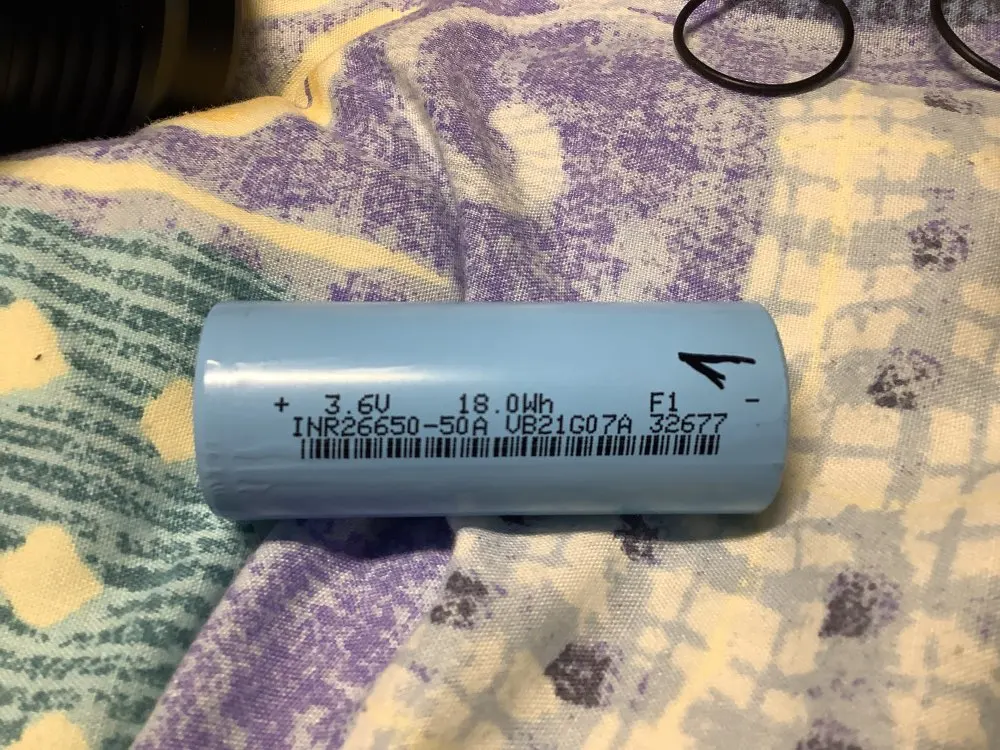 + 3.6V 18.0Wh F1 -
INR26650-50A VB21G07A 32677